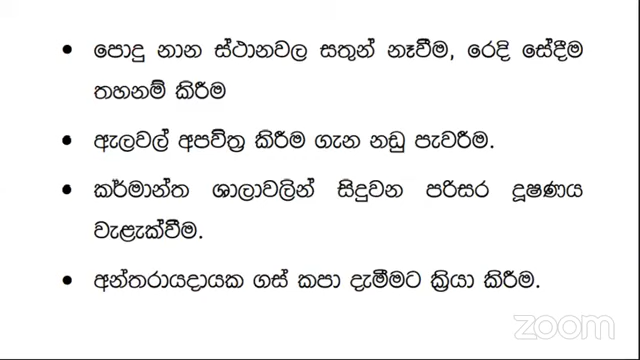 • පොදු නාන ස්ථානවල සතුන් නෑවීම, රෙදි සේදීම
තහනම් කිරීම
• ඇලවල් අපවිත්‍ර කිරීම ගැන නඩු පැවරීම.
• කර්මාන්ත ශාලාවලින් සිදුවන පරිසර දූෂණය
වැළැක්වීම.
• අන්තරායදායක ගස් කපා දැමීමට ක්‍රියා කිරීම.
zoom